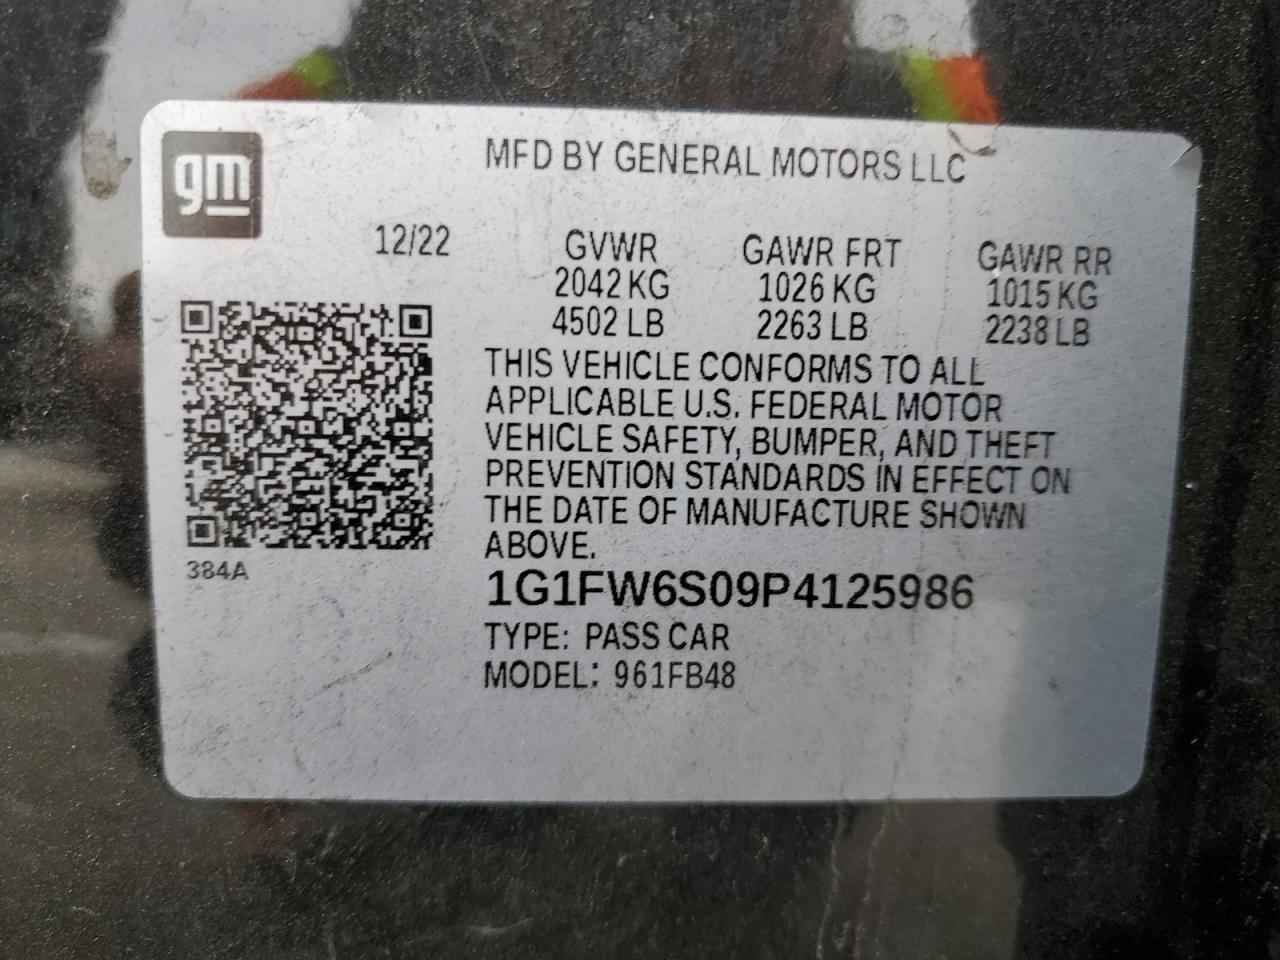 gm
MFD BY GENERAL MOTORS LLC
12/22
GVWR GAWR FRT GAWR RR
2042 KG 1026 KG 1015 KG
4502 LB 2263 LB 2238 LB
THIS VEHICLE CONFORMS TO ALL
APPLICABLE U.S. FEDERAL MOTOR
VEHICLE SAFETY, BUMPER, AND THEFT
PREVENTION STANDARDS IN EFFECT ON
THE DATE OF MANUFACTURE SHOWN
ABOVE.
384A
1G1FW6S09P4125986
TYPE: PASS CAR
MODEL: 961FB48